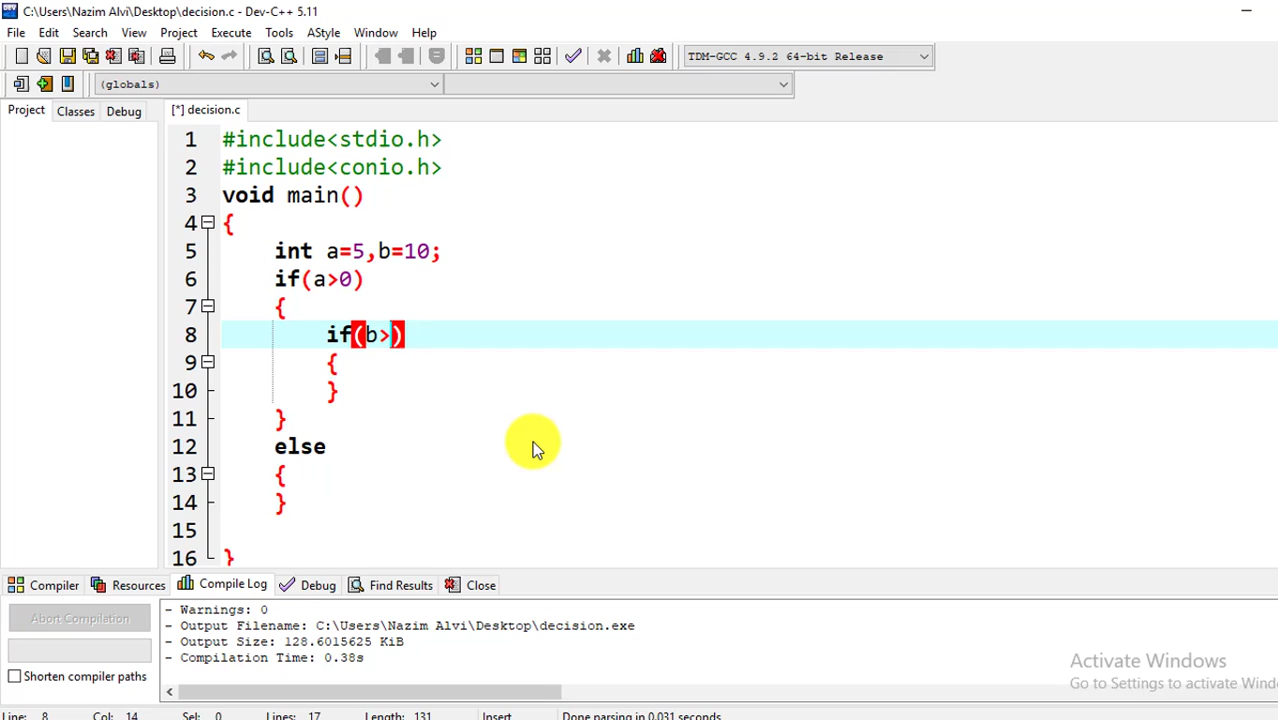 C:\Users\Nazim Alvi\Desktop\decision.c - Dev-C++ 5.11
File Edit Search View Project Execute Tools AStyle Window Help
TDM-GCC 4.9.2 64-bit Release
(globals)
Project Classes Debug [*] decision.c
1 #include<stdio.h>
2 #include<conio.h>
3 void main()
4 {
5 int a=5,b=10;
6 if(a>0)
7 {
8 if(b>)
9 {
10 }
11 }
12 else
13 {
14 }
15
16 }
Compiler Resources Compile Log Debug Find Results Close
Abort Compilation
Shorten compiler paths
- Warnings: 0
- Output Filename: C:\Users\Nazim Alvi\Desktop\decision.exe
- Output Size: 128.6015625 KiB
- Compilation Time: 0.38s
Activate Windows
Go to Settings to activate Wind
Line: 8 Col: 14 Sel: 0 Lines: 17 Length: 131 Insert Done parsing in 0.031 seconds